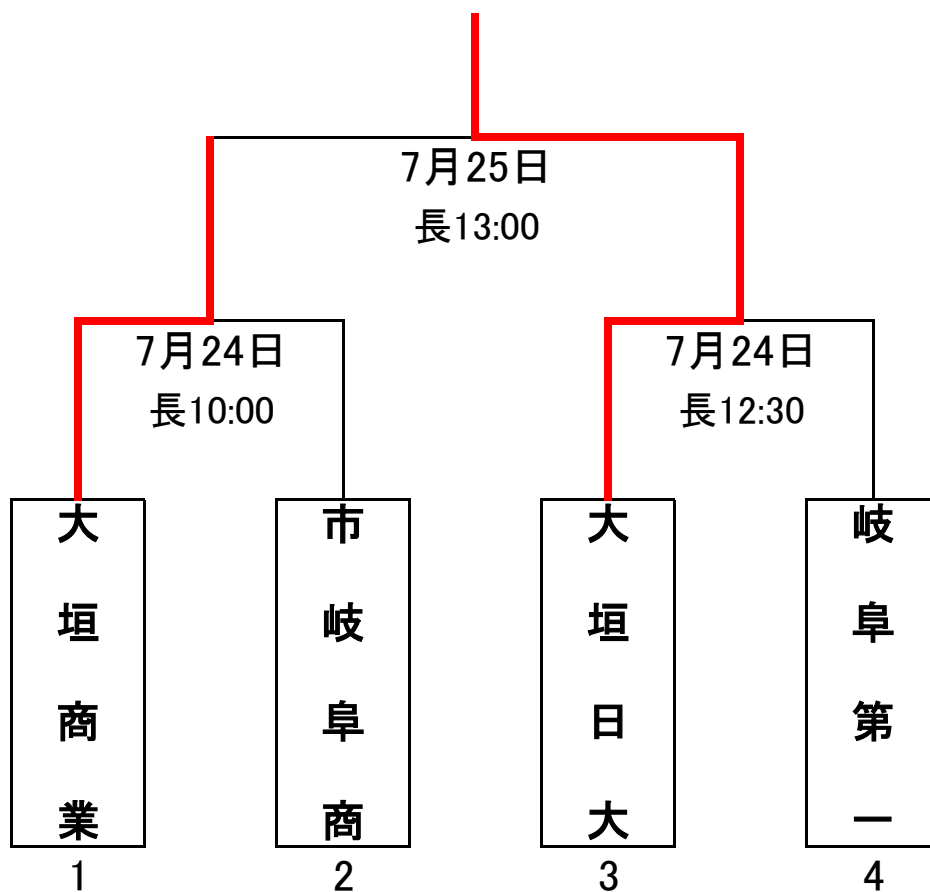 7月25日
長13:00
7月24日
長10:00
7月24日
長12:30
大垣商業
市岐阜商
大垣日大
岐阜第一
1
2
3
4